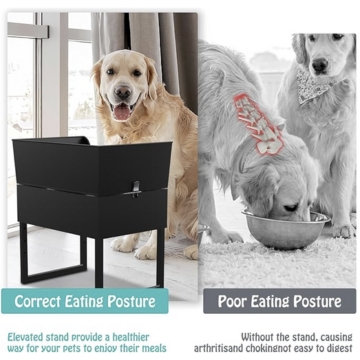 Correct Eating Posture
Poor Eating Posture
Elevated stand provide a healthier
way for your pets to enjoy their meals
Without the stand, causing
arthritisand chokingnot easy to digest